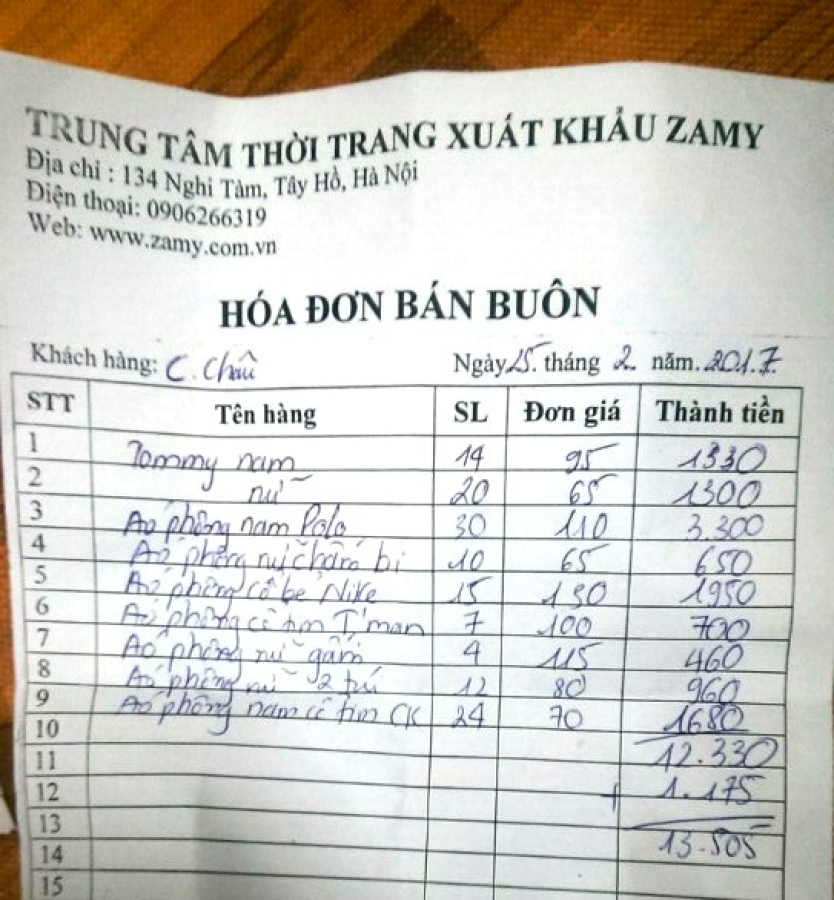 TRUNG TÂM THỜI TRANG XUẤT KHẨU ZAMY
Địa chỉ : 134 Nghi Tàm, Tây Hồ, Hà Nội
Điện thoại: 0906266319
Web: www.zamy.com.vn
HÓA ĐƠN BÁN BUÔN
Khách hàng: C. Châu Ngày 25. tháng 2. năm. 2017.
STT Tên hàng SL Đơn giá Thành tiền
1 Tommy nam 14 95 1330
2 nữ 20 65 1300
3 Áo phông nam Polo 30 110 3.300
4 Áo phông nữ chấm bi 10 65 650
5 Áo phông cổ bẻ Nike 15 130 1950
6 Áo phông cổ tim T'man 7 100 700
7 Áo phông nữ gấm 4 115 460
8 Áo phông nữ 2 túi 12 80 960
9 Áo phông nam cổ tim CK 24 70 1680
10
11 12.330
12 + 1.175
13
14 13.505
15